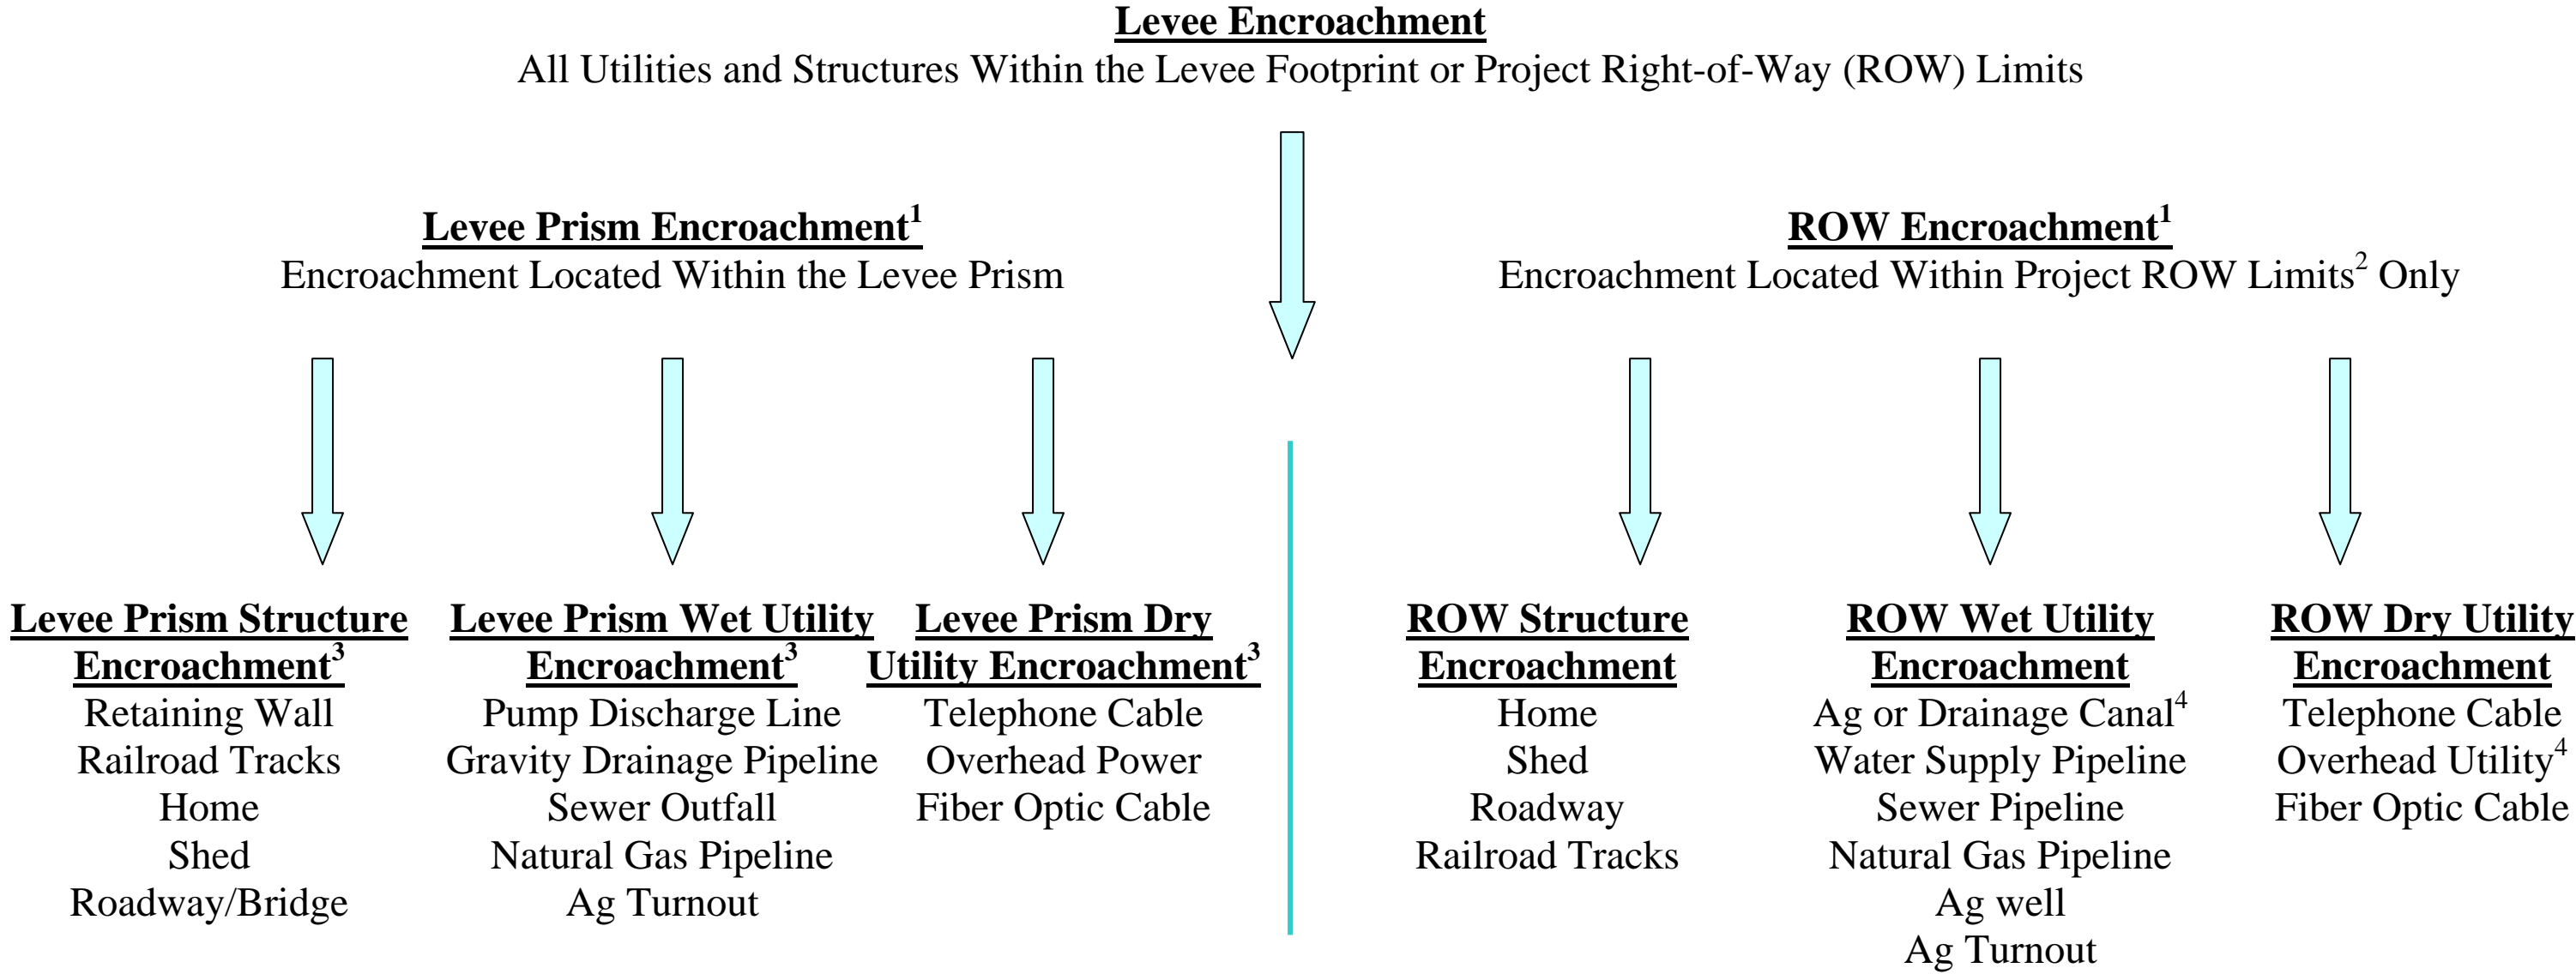 Levee Encroachment
All Utilities and Structures Within the Levee Footprint or Project Right-of-Way (ROW) Limits
Levee Prism Encroachment¹
Encroachment Located Within the Levee Prism
ROW Encroachment¹
Encroachment Located Within Project ROW Limits² Only
Levee Prism Structure
Encroachment³
Retaining Wall
Railroad Tracks
Home
Shed
Roadway/Bridge
Levee Prism Wet Utility
Encroachment³
Pump Discharge Line
Gravity Drainage Pipeline
Sewer Outfall
Natural Gas Pipeline
Ag Turnout
Levee Prism Dry
Utility Encroachment³
Telephone Cable
Overhead Power
Fiber Optic Cable
ROW Structure
Encroachment
Home
Shed
Roadway
Railroad Tracks
ROW Wet Utility
Encroachment
Ag or Drainage Canal⁴
Water Supply Pipeline
Sewer Pipeline
Natural Gas Pipeline
Ag well
Ag Turnout
ROW Dry Utility
Encroachment
Telephone Cable
Overhead Utility⁴
Fiber Optic Cable